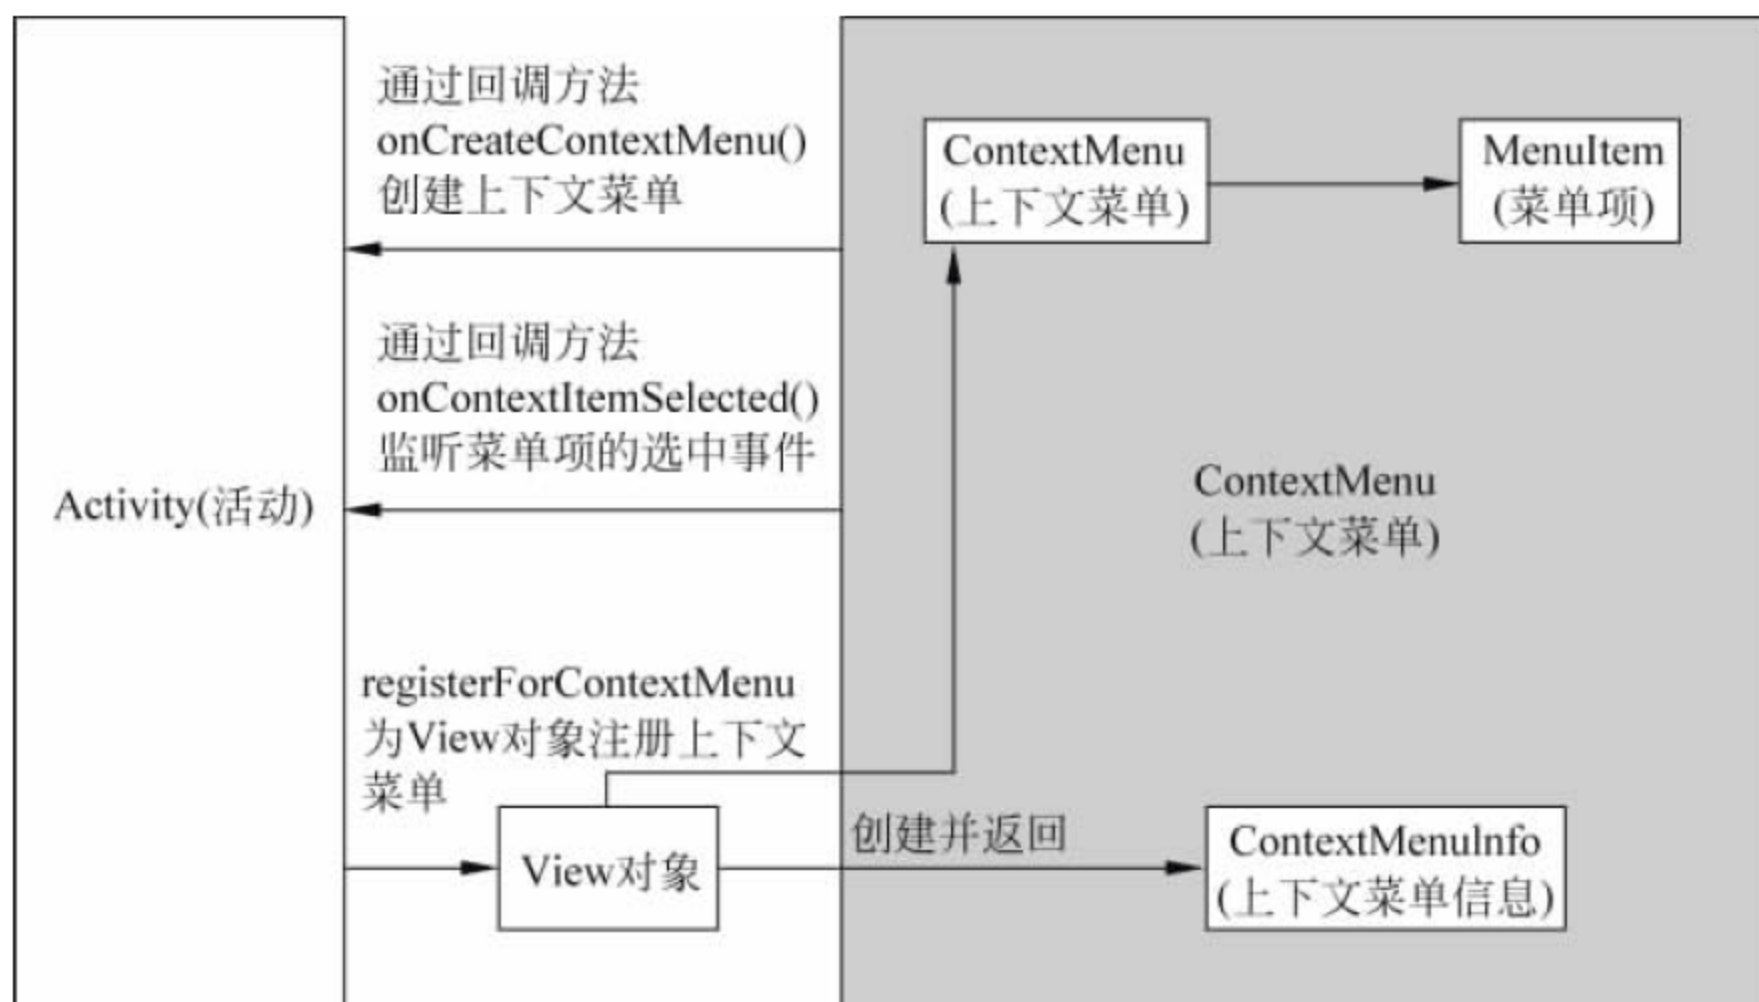 通过回调方法
onCreateContextMenu()
创建上下文菜单
ContextMenu
(上下文菜单)
MenuItem
(菜单项)
通过回调方法
onContextItemSelected()
监听菜单项的选中事件
Activity(活动)
ContextMenu
(上下文菜单)
registerForContextMenu
为View对象注册上下文
菜单
View对象
创建并返回
ContextMenuInfo
(上下文菜单信息)